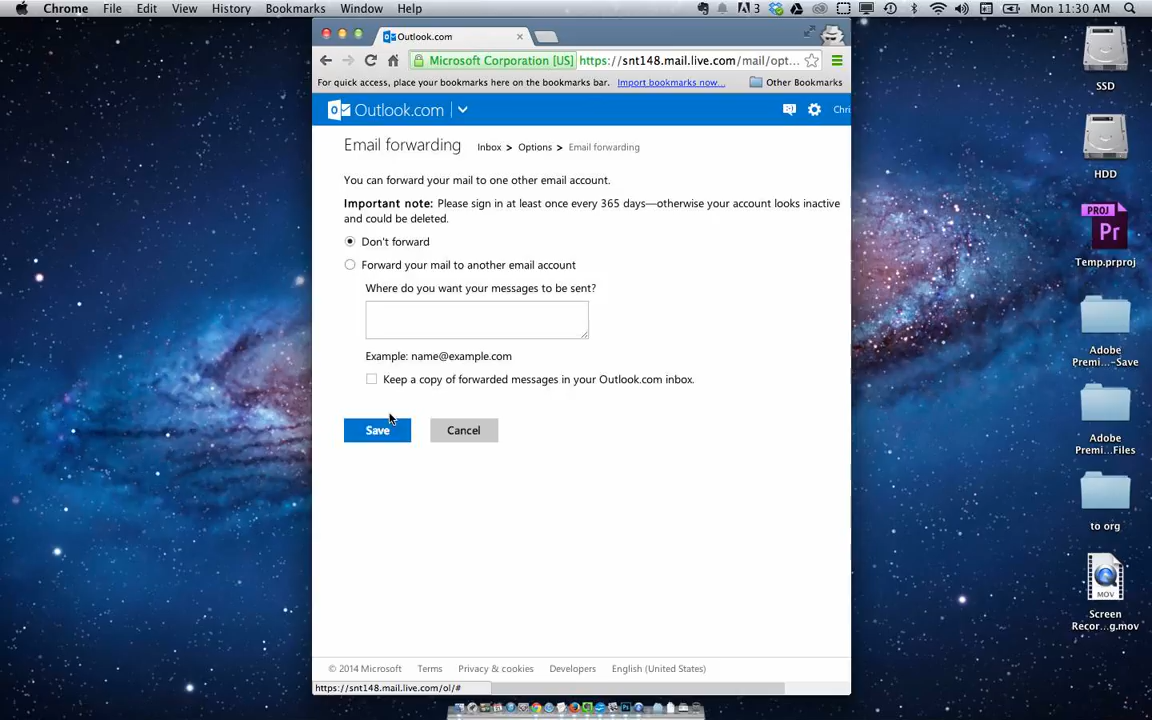 Chrome File Edit View History Bookmarks Window Help 3 Mon 11:30 AM
Outlook.com
Microsoft Corporation [US] https://snt148.mail.live.com/mail/opt...
For quick access, place your bookmarks here on the bookmarks bar. Import bookmarks now... Other Bookmarks
Outlook.com Chri
Email forwarding Inbox > Options > Email forwarding
You can forward your mail to one other email account.
Important note: Please sign in at least once every 365 days—otherwise your account looks inactive
and could be deleted.
Don't forward
Forward your mail to another email account
Where do you want your messages to be sent?
Example: name@example.com
Keep a copy of forwarded messages in your Outlook.com inbox.
Save Cancel
© 2014 Microsoft Terms Privacy & cookies Developers English (United States)
https://snt148.mail.live.com/ol/#
SSD
HDD
PROJ
Pr
Temp.prproj
Adobe
Premi...-Save
Adobe
Premi...Files
to org
MOV
Screen
Recor...g.mov